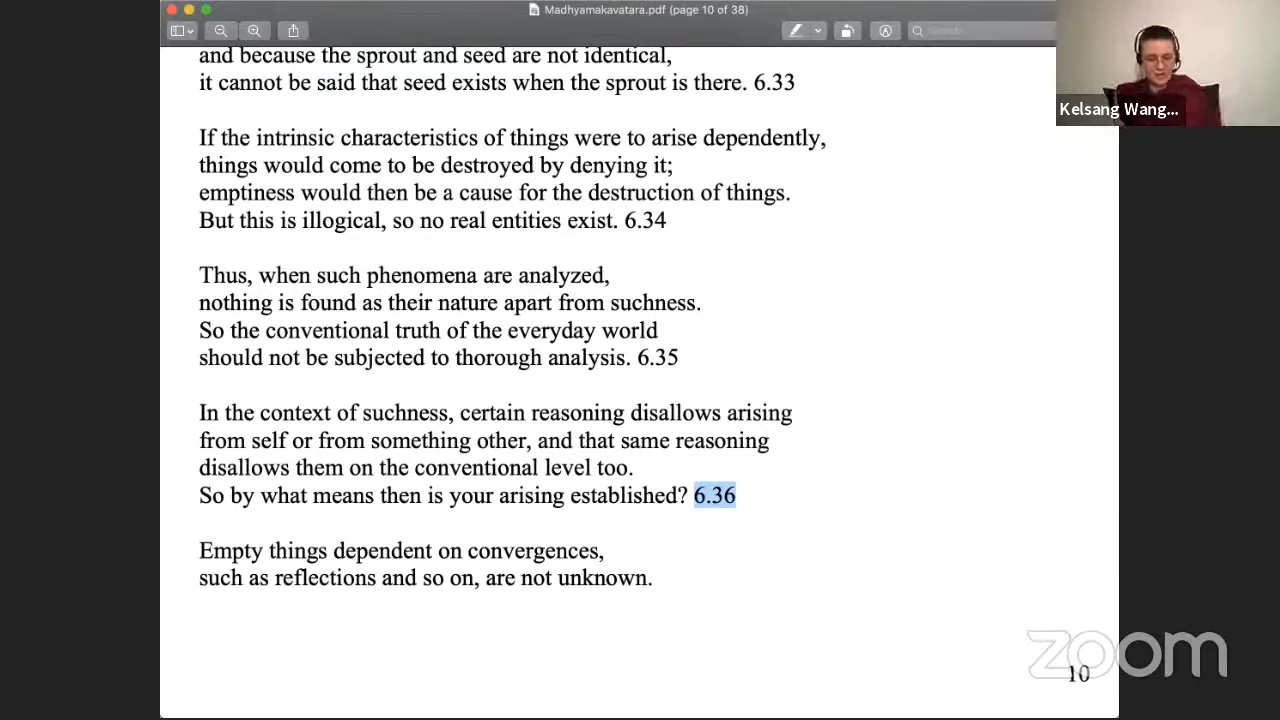 Madhyamakavatara.pdf (page 10 of 38)
Search
Kelsang Wang...
and because the sprout and seed are not identical,
it cannot be said that seed exists when the sprout is there. 6.33
If the intrinsic characteristics of things were to arise dependently,
things would come to be destroyed by denying it;
emptiness would then be a cause for the destruction of things.
But this is illogical, so no real entities exist. 6.34
Thus, when such phenomena are analyzed,
nothing is found as their nature apart from suchness.
So the conventional truth of the everyday world
should not be subjected to thorough analysis. 6.35
In the context of suchness, certain reasoning disallows arising
from self or from something other, and that same reasoning
disallows them on the conventional level too.
So by what means then is your arising established? 6.36
Empty things dependent on convergences,
such as reflections and so on, are not unknown.
zoom
10